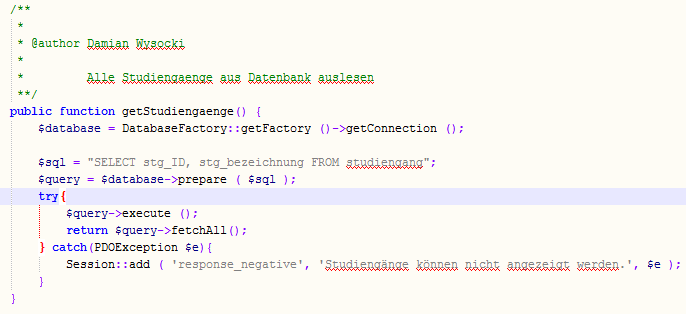 /**
 *
 * @author Damian Wysocki
 *
 *         Alle Studiengaenge aus Datenbank auslesen
 **/
public function getStudiengaenge() {
    $database = DatabaseFactory::getFactory ()->getConnection ();
    $sql = "SELECT stg_ID, stg_bezeichnung FROM studiengang";
    $query = $database->prepare ( $sql );
    try{
        $query->execute ();
        return $query->fetchAll();
    } catch(PDOException $e){
        Session::add ( 'response_negative', 'Studiengänge können nicht angezeigt werden.', $e );
    }
}